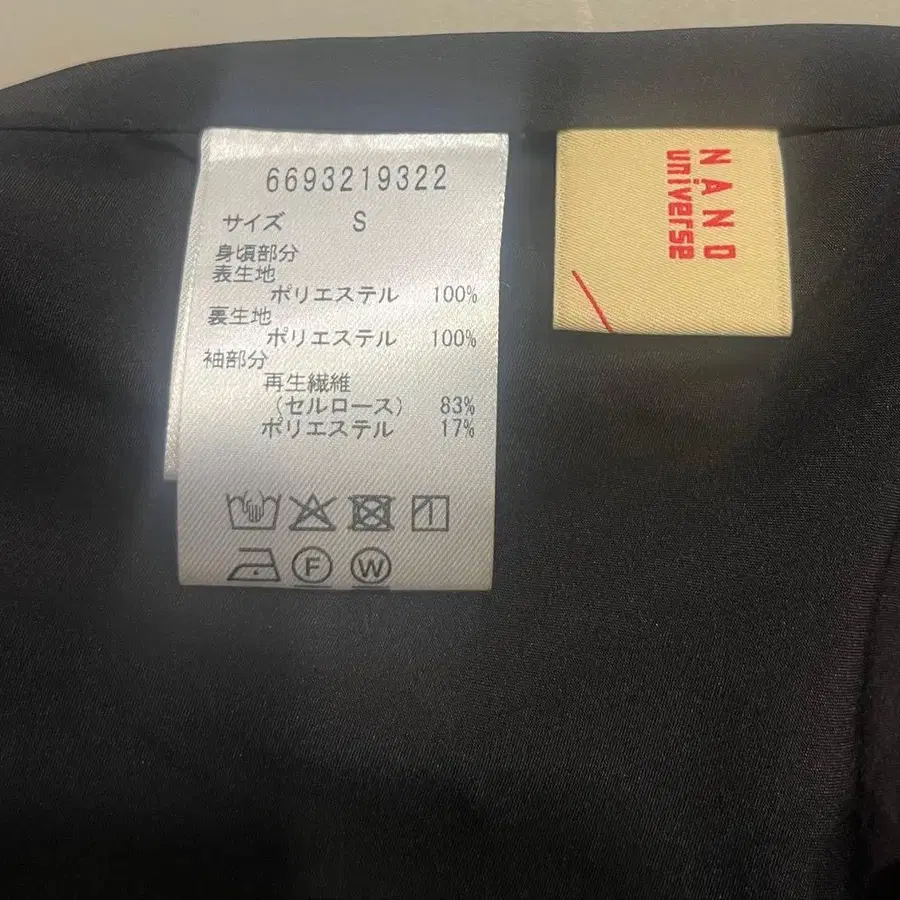 6693219322
サイズ S
身頃部分
表生地
ポリエステル 100%
裏生地
ポリエステル 100%
袖部分
再生繊維
(セルロース) 83%
ポリエステル 17%
F W
NANO
universe